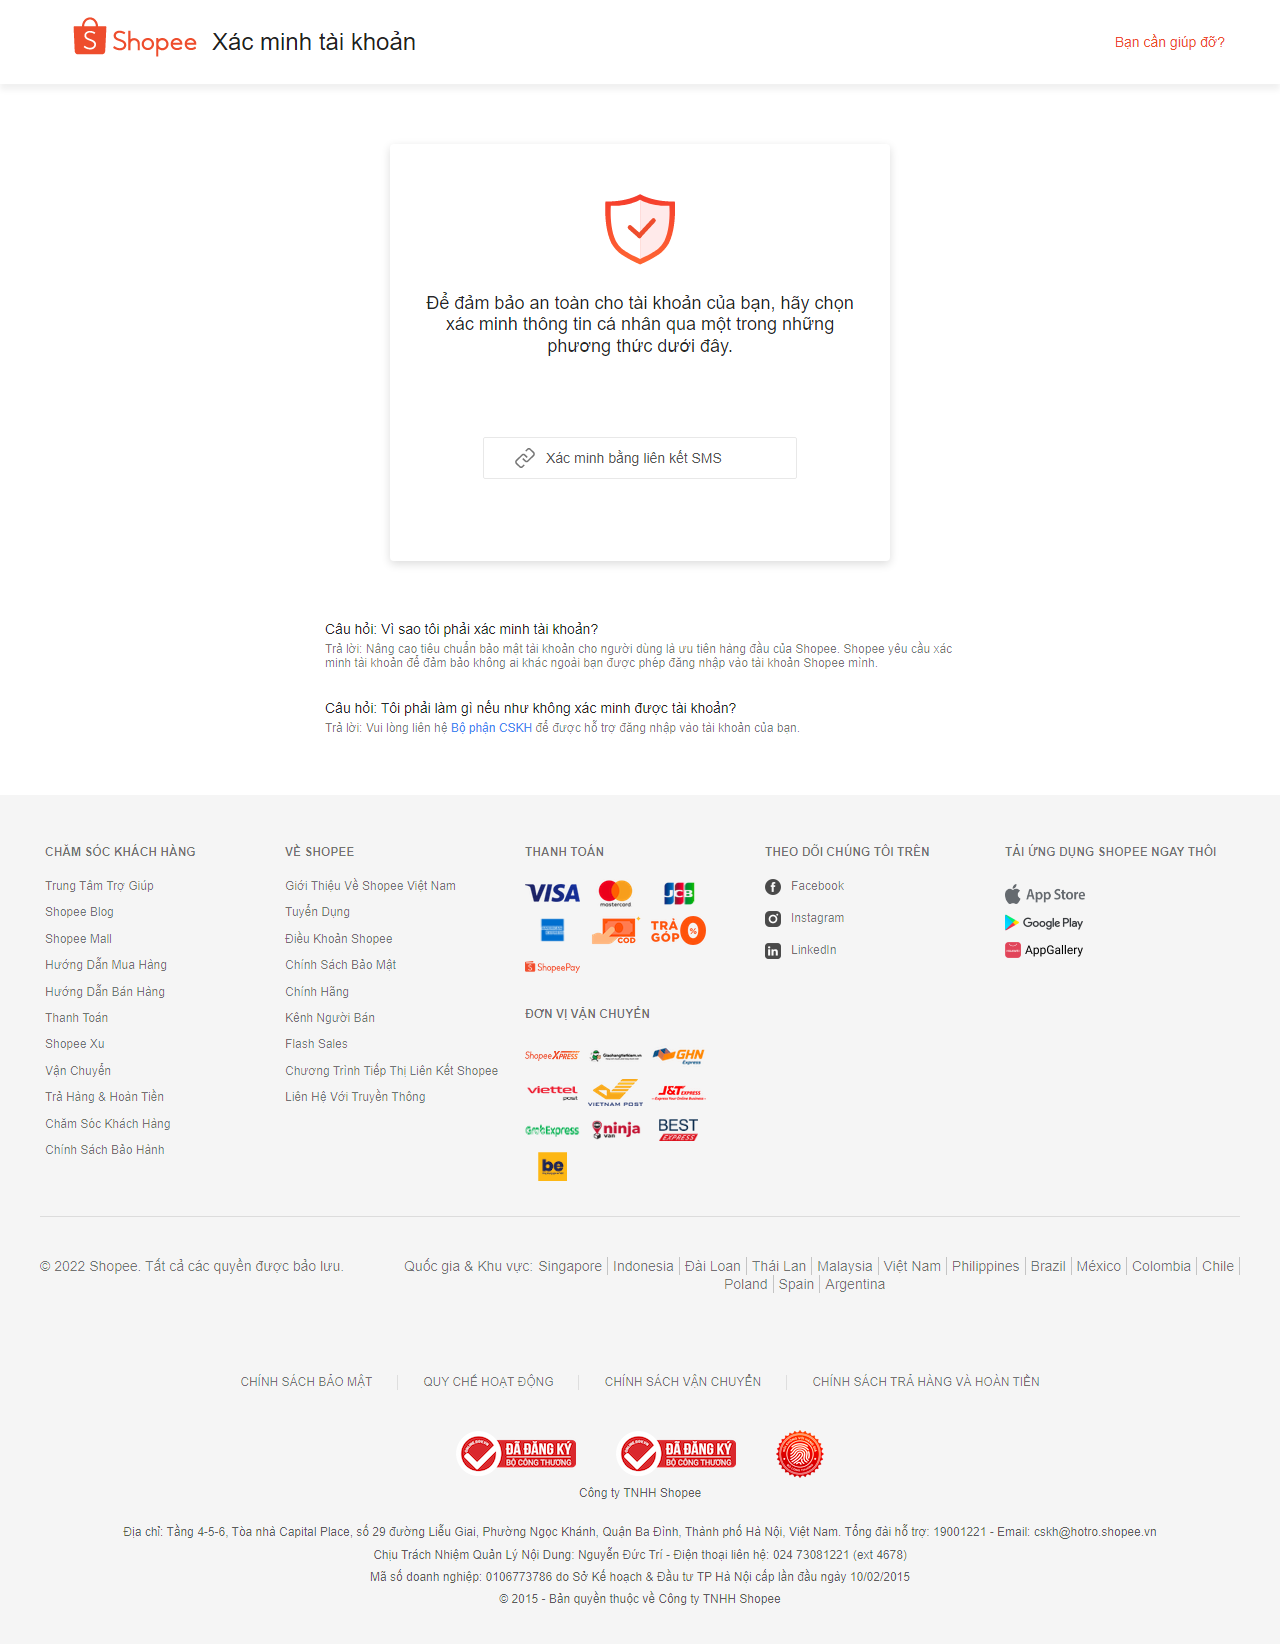 Shopee Xác minh tài khoản
Bạn cần giúp đỡ?
Để đảm bảo an toàn cho tài khoản của bạn, hãy chọn
xác minh thông tin cá nhân qua một trong những
phương thức dưới đây.
Xác minh bằng liên kết SMS
Câu hỏi: Vì sao tôi phải xác minh tài khoản?
Trả lời: Nâng cao tiêu chuẩn bảo mật tài khoản cho người dùng là ưu tiên hàng đầu của Shopee. Shopee yêu cầu xác
minh tài khoản để đảm bảo không ai khác ngoài bạn được phép đăng nhập vào tài khoản Shopee mình.
Câu hỏi: Tôi phải làm gì nếu như không xác minh được tài khoản?
Trả lời: Vui lòng liên hệ Bộ phận CSKH để được hỗ trợ đăng nhập vào tài khoản của bạn.
CHĂM SÓC KHÁCH HÀNG
Trung Tâm Trợ Giúp
Shopee Blog
Shopee Mall
Hướng Dẫn Mua Hàng
Hướng Dẫn Bán Hàng
Thanh Toán
Shopee Xu
Vận Chuyển
Trả Hàng & Hoàn Tiền
Chăm Sóc Khách Hàng
Chính Sách Bảo Hành
VỀ SHOPEE
Giới Thiệu Về Shopee Việt Nam
Tuyển Dụng
Điều Khoản Shopee
Chính Sách Bảo Mật
Chính Hãng
Kênh Người Bán
Flash Sales
Chương Trình Tiếp Thị Liên Kết Shopee
Liên Hệ Với Truyền Thông
THANH TOÁN
VISA mastercard JCB
COD TRẢ GÓP 0%
ShopeePay
ĐƠN VỊ VẬN CHUYỂN
Shopee XPRESS Giaohangtietkiem.vn GHN Express
viettel post VIETNAM POST J&T EXPRESS
GrabExpress ninja van BEST EXPRESS
be
THEO DÕI CHÚNG TÔI TRÊN
Facebook
Instagram
LinkedIn
TẢI ỨNG DỤNG SHOPEE NGAY THÔI
App Store
Google Play
AppGallery
© 2022 Shopee. Tất cả các quyền được bảo lưu.
Quốc gia & Khu vực: Singapore Indonesia Đài Loan Thái Lan Malaysia Việt Nam Philippines Brazil México Colombia Chile
Poland Spain Argentina
CHÍNH SÁCH BẢO MẬT
QUY CHẾ HOẠT ĐỘNG
CHÍNH SÁCH VẬN CHUYỂN
CHÍNH SÁCH TRẢ HÀNG VÀ HOÀN TIỀN
ĐÃ ĐĂNG KÝ
BỘ CÔNG THƯƠNG
ĐÃ ĐĂNG KÝ
BỘ CÔNG THƯƠNG
Công ty TNHH Shopee
Địa chỉ: Tầng 4-5-6, Tòa nhà Capital Place, số 29 đường Liễu Giai, Phường Ngọc Khánh, Quận Ba Đình, Thành phố Hà Nội, Việt Nam. Tổng đài hỗ trợ: 19001221 - Email: cskh@hotro.shopee.vn
Chịu Trách Nhiệm Quản Lý Nội Dung: Nguyễn Đức Trí - Điện thoại liên hệ: 024 73081221 (ext 4678)
Mã số doanh nghiệp: 0106773786 do Sở Kế hoạch & Đầu tư TP Hà Nội cấp lần đầu ngày 10/02/2015
© 2015 - Bản quyền thuộc về Công ty TNHH Shopee